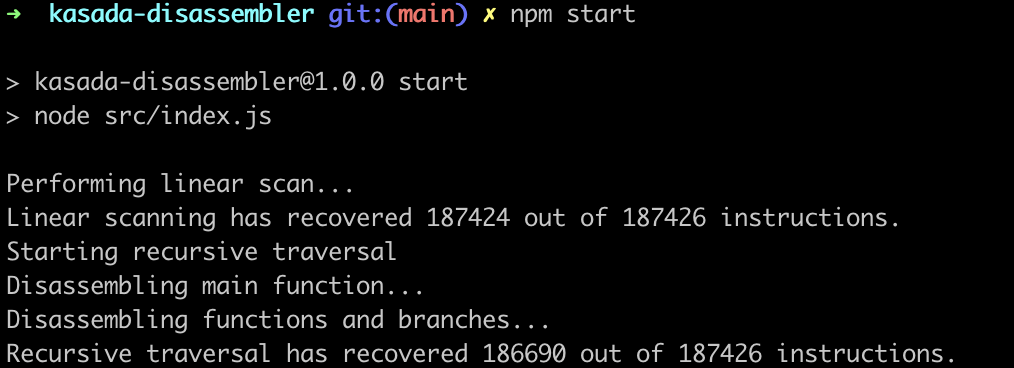 ➜  kasada-disassembler git:(main) ✗ npm start
> kasada-disassembler@1.0.0 start
> node src/index.js
Performing linear scan...
Linear scanning has recovered 187424 out of 187426 instructions.
Starting recursive traversal
Disassembling main function...
Disassembling functions and branches...
Recursive traversal has recovered 186690 out of 187426 instructions.